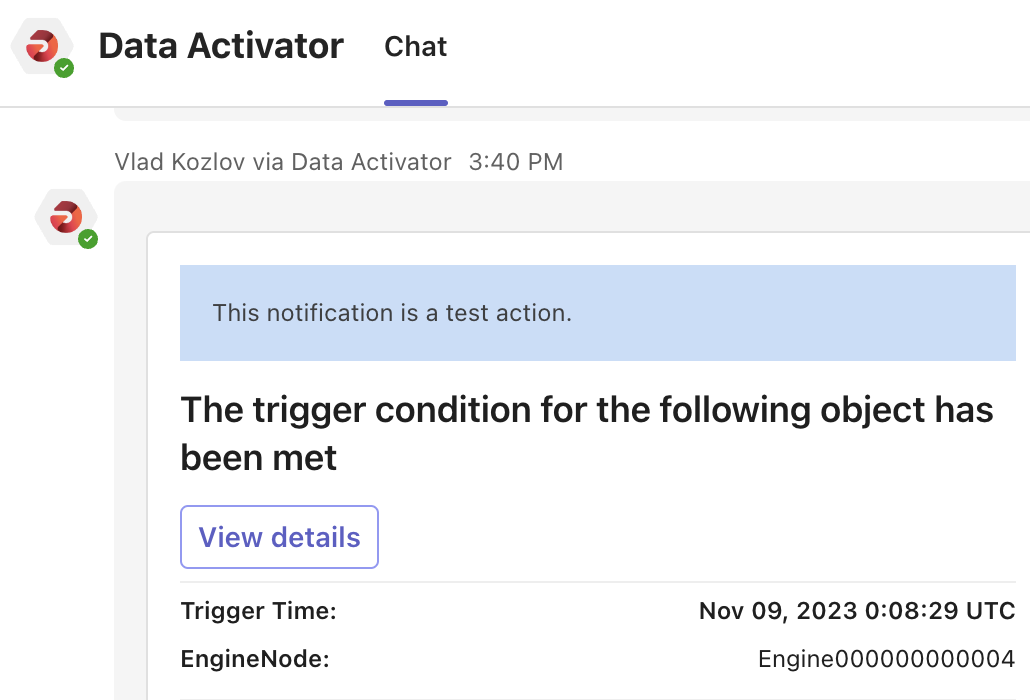 Data Activator Chat
Vlad Kozlov via Data Activator 3:40 PM
This notification is a test action.
The trigger condition for the following object has
been met
View details
Trigger Time: Nov 09, 2023 0:08:29 UTC
EngineNode: Engine000000000004